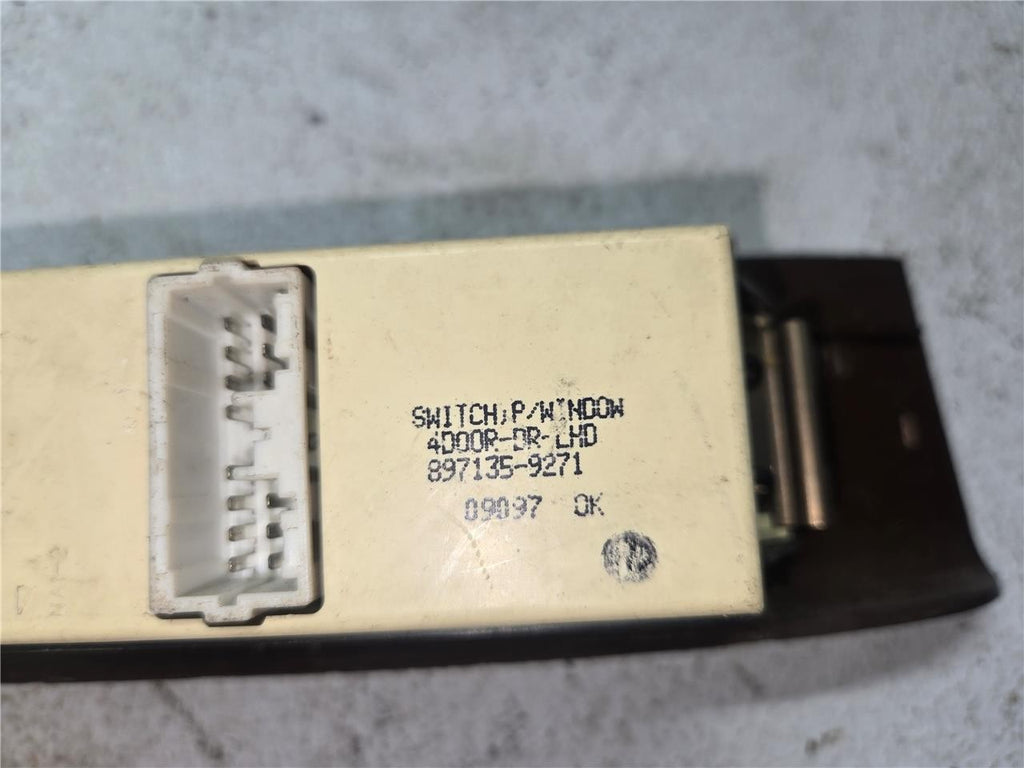 SWITCH;P/WINDOW
4DOOR-DR-LHD
897135-9271
09097 OK